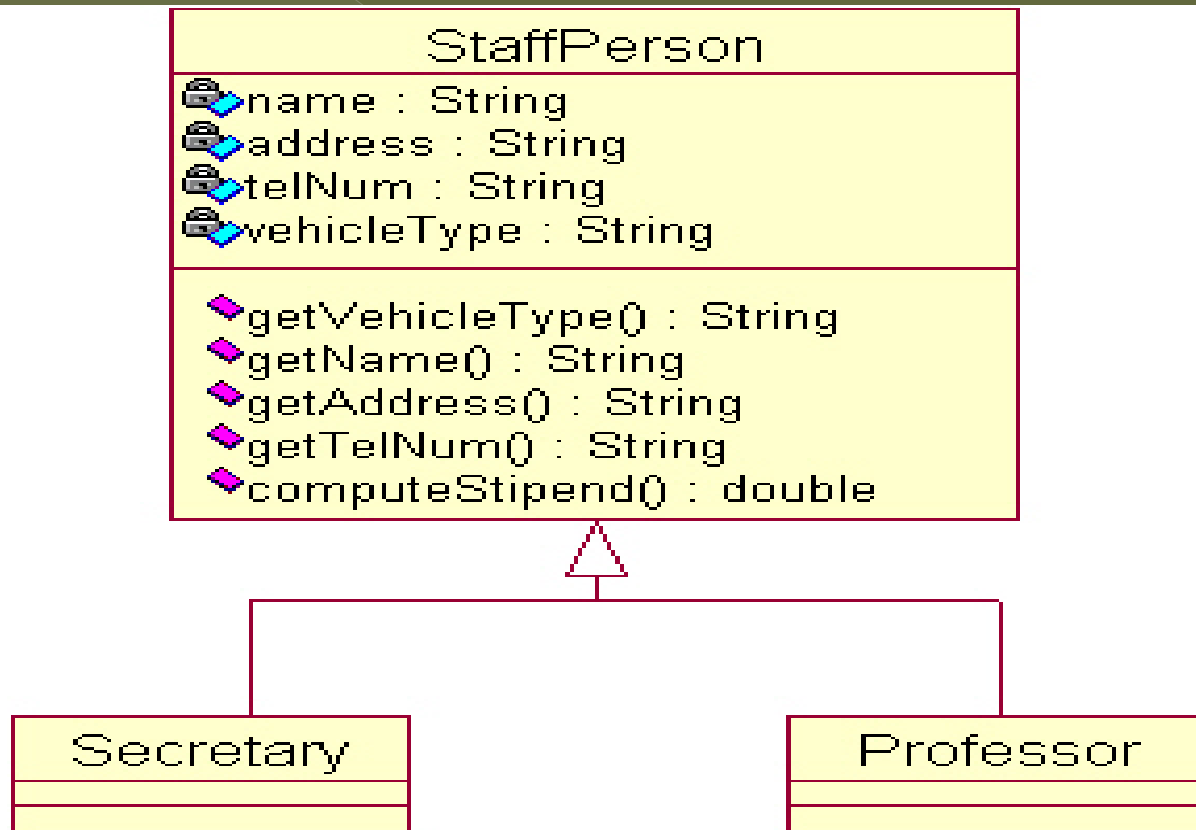 StaffPerson
name : String
address : String
telNum : String
vehicleType : String
getVehicleType() : String
getName() : String
getAddress() : String
getTelNum() : String
computeStipend() : double
Secretary
Professor